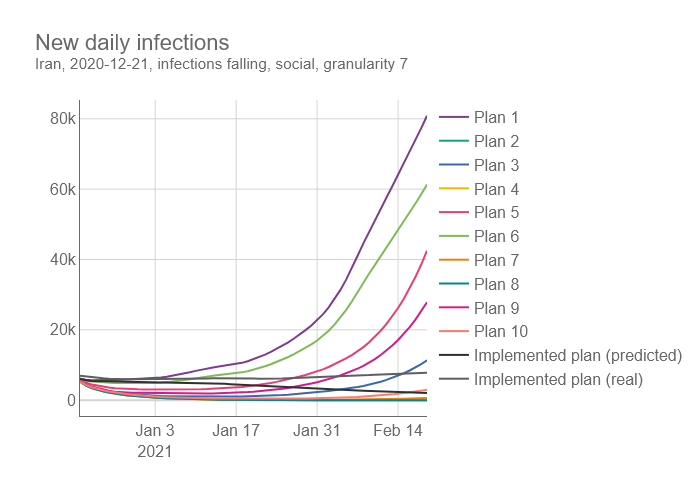 New daily infections
Iran, 2020-12-21, infections falling, social, granularity 7
80k
60k
40k
20k
0
Jan 3
2021
Jan 17
Jan 31
Feb 14
Plan 1
Plan 2
Plan 3
Plan 4
Plan 5
Plan 6
Plan 7
Plan 8
Plan 9
Plan 10
Implemented plan (predicted)
Implemented plan (real)